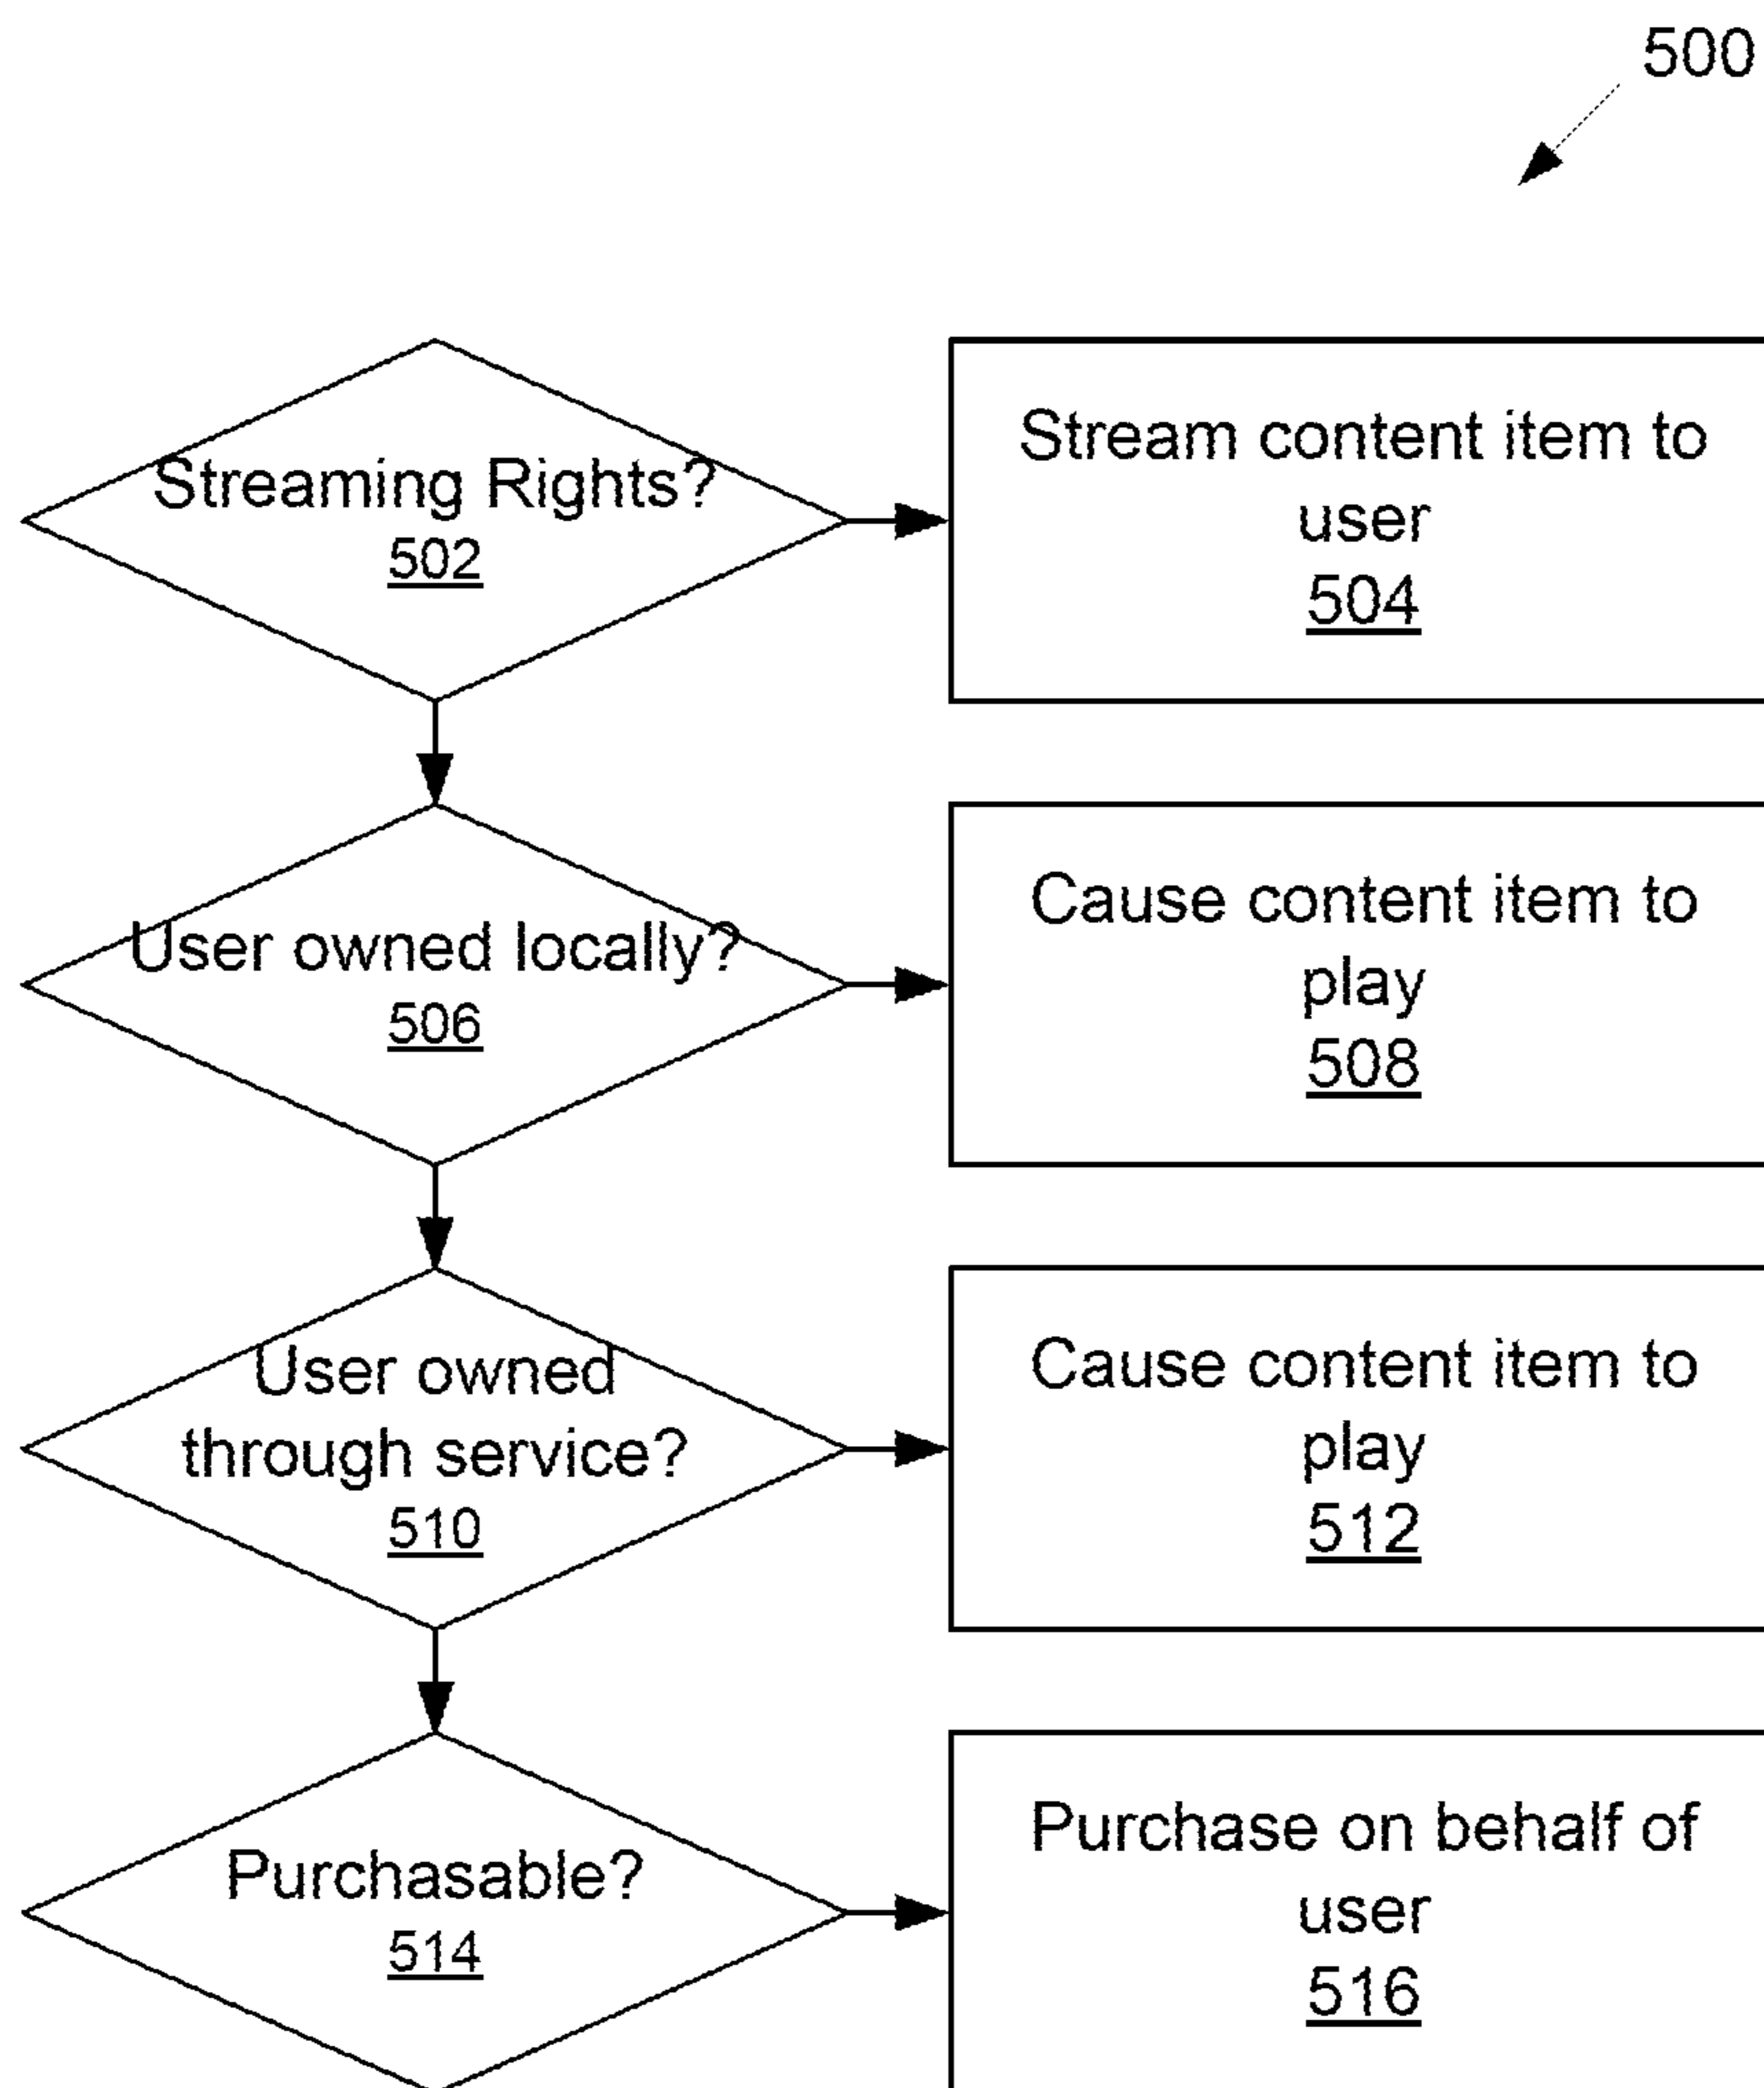 500
Streaming Rights?
502
Stream content item to
user
504
User owned locally?
506
Cause content item to
play
508
User owned
through service?
510
Cause content item to
play
512
Purchasable?
514
Purchase on behalf of
user
516